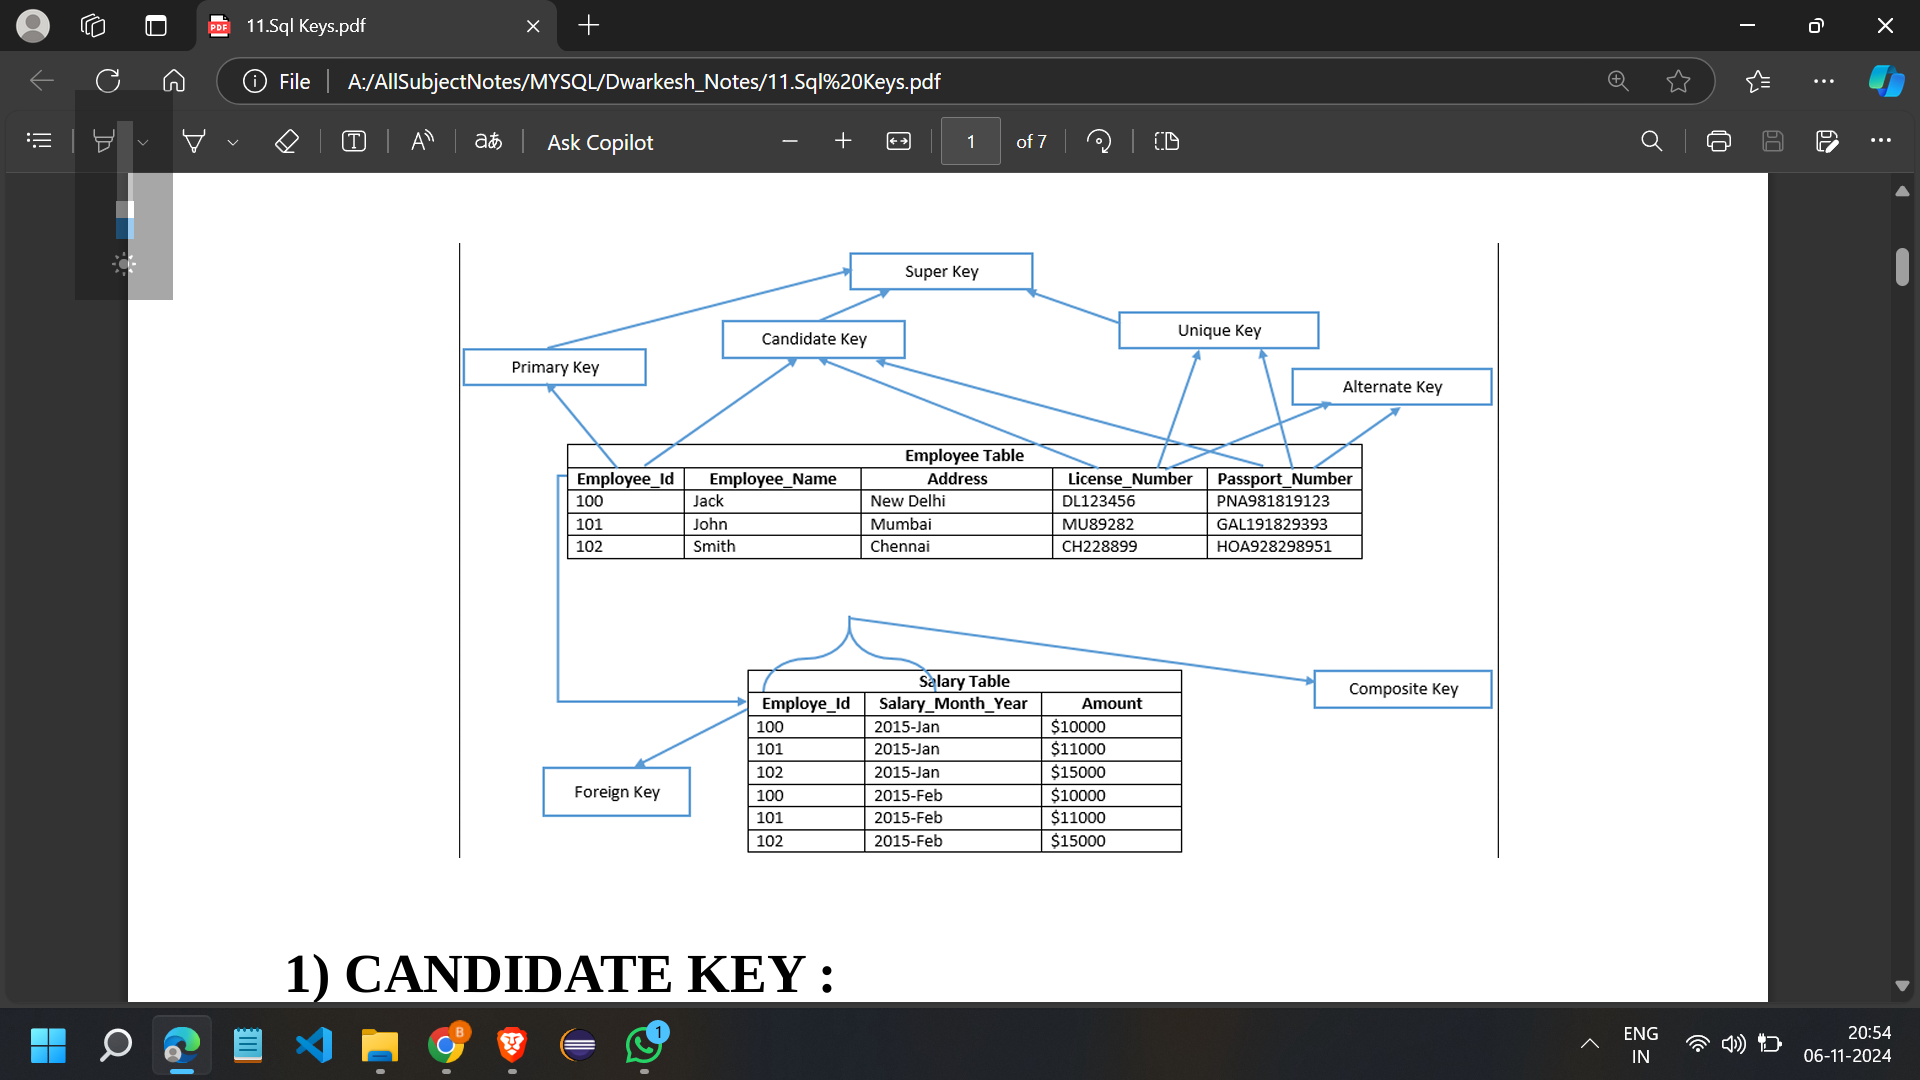 11.Sql Keys.pdf
File
A:/AllSubjectNotes/MYSQL/Dwarkesh_Notes/11.Sql%20Keys.pdf
Ask Copilot
1 of 7
Super Key
Candidate Key
Unique Key
Primary Key
Alternate Key
Employee Table
Employee_Id Employee_Name Address License_Number Passport_Number
100 Jack New Delhi DL123456 PNA981819123
101 John Mumbai MU89282 GAL191829393
102 Smith Chennai CH228899 HOA928298951
Salary Table
Composite Key
Employe_Id Salary_Month_Year Amount
100 2015-Jan $10000
101 2015-Jan $11000
102 2015-Jan $15000
100 2015-Feb $10000
101 2015-Feb $11000
102 2015-Feb $15000
Foreign Key
1) CANDIDATE KEY :
ENG
IN
20:54
06-11-2024